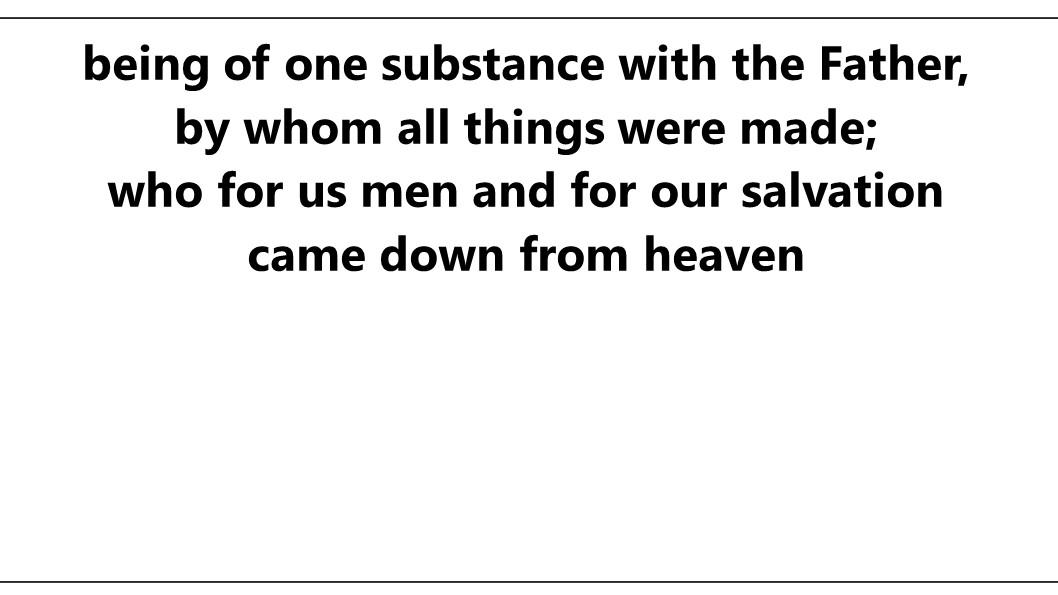 being of one substance with the Father,
by whom all things were made;
who for us men and for our salvation
came down from heaven